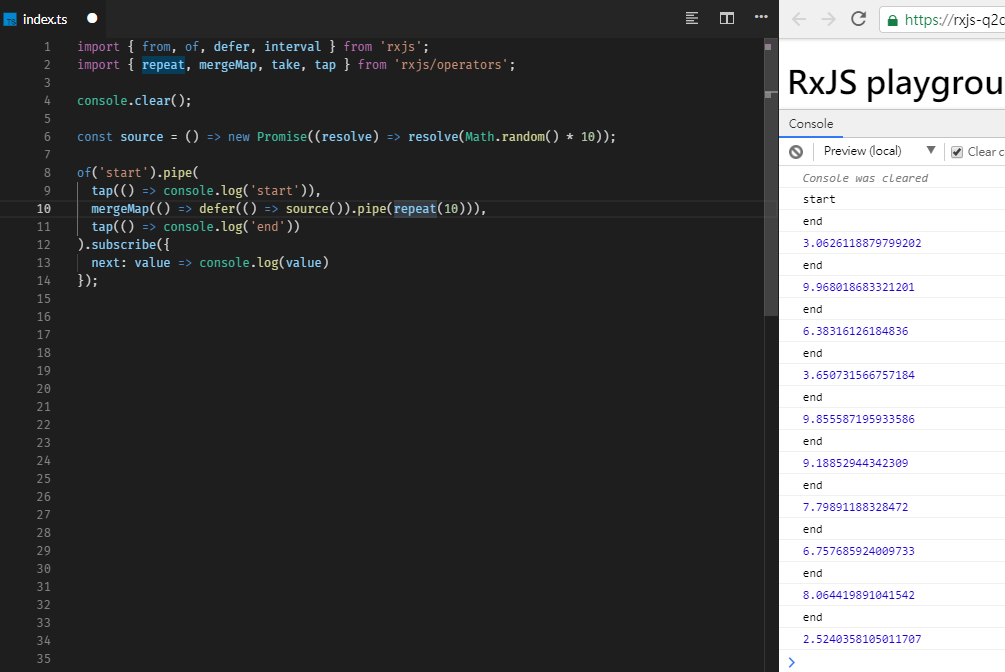 index.ts
import { from, of, defer, interval } from 'rxjs';
import { repeat, mergeMap, take, tap } from 'rxjs/operators';
console.clear();
const source = () => new Promise((resolve) => resolve(Math.random() * 10));
of('start').pipe(
tap(() => console.log('start')),
mergeMap(() => defer(() => source()).pipe(repeat(10))),
tap(() => console.log('end'))
).subscribe({
next: value => console.log(value)
});
1
2
3
4
5
6
7
8
9
10
11
12
13
14
15
16
17
18
19
20
21
22
23
24
25
26
27
28
29
30
31
32
33
34
35
https://rxjs-q2c
RxJS playgrou
Console
Preview (local)
Clear c
Console was cleared
start
end
3.0626118879799202
end
9.968018683321201
end
6.38316126184836
end
3.650731566757184
end
9.855587195933586
end
9.18852944342309
end
7.79891188328472
end
6.757685924009733
end
8.064419891041542
end
2.5240358105011707